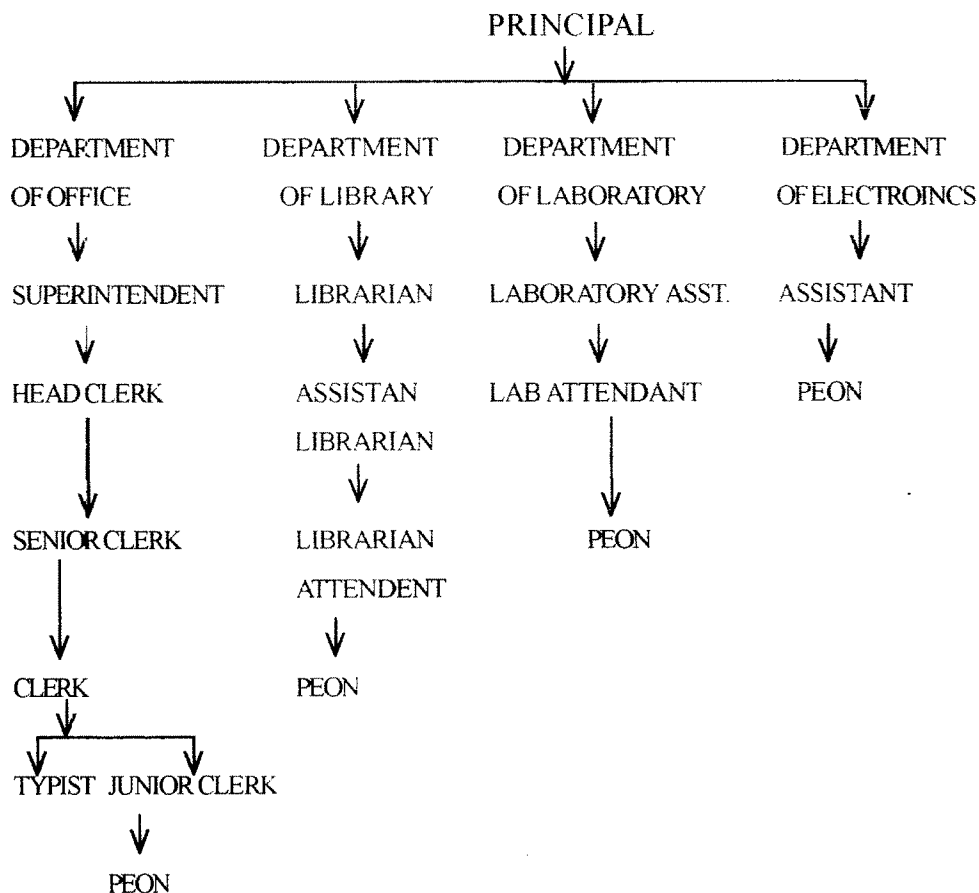 PRINCIPAL
DEPARTMENT
OF OFFICE
SUPERINTENDENT
HEAD CLERK
SENIOR CLERK
CLERK
TYPIST JUNIOR CLERK
PEON
DEPARTMENT
OF LIBRARY
LIBRARIAN
ASSISTAN
LIBRARIAN
LIBRARIAN
ATTENDENT
PEON
DEPARTMENT
OF LABORATORY
LABORATORY ASST.
LAB ATTENDANT
PEON
DEPARTMENT
OF ELECTROINCS
ASSISTANT
PEON